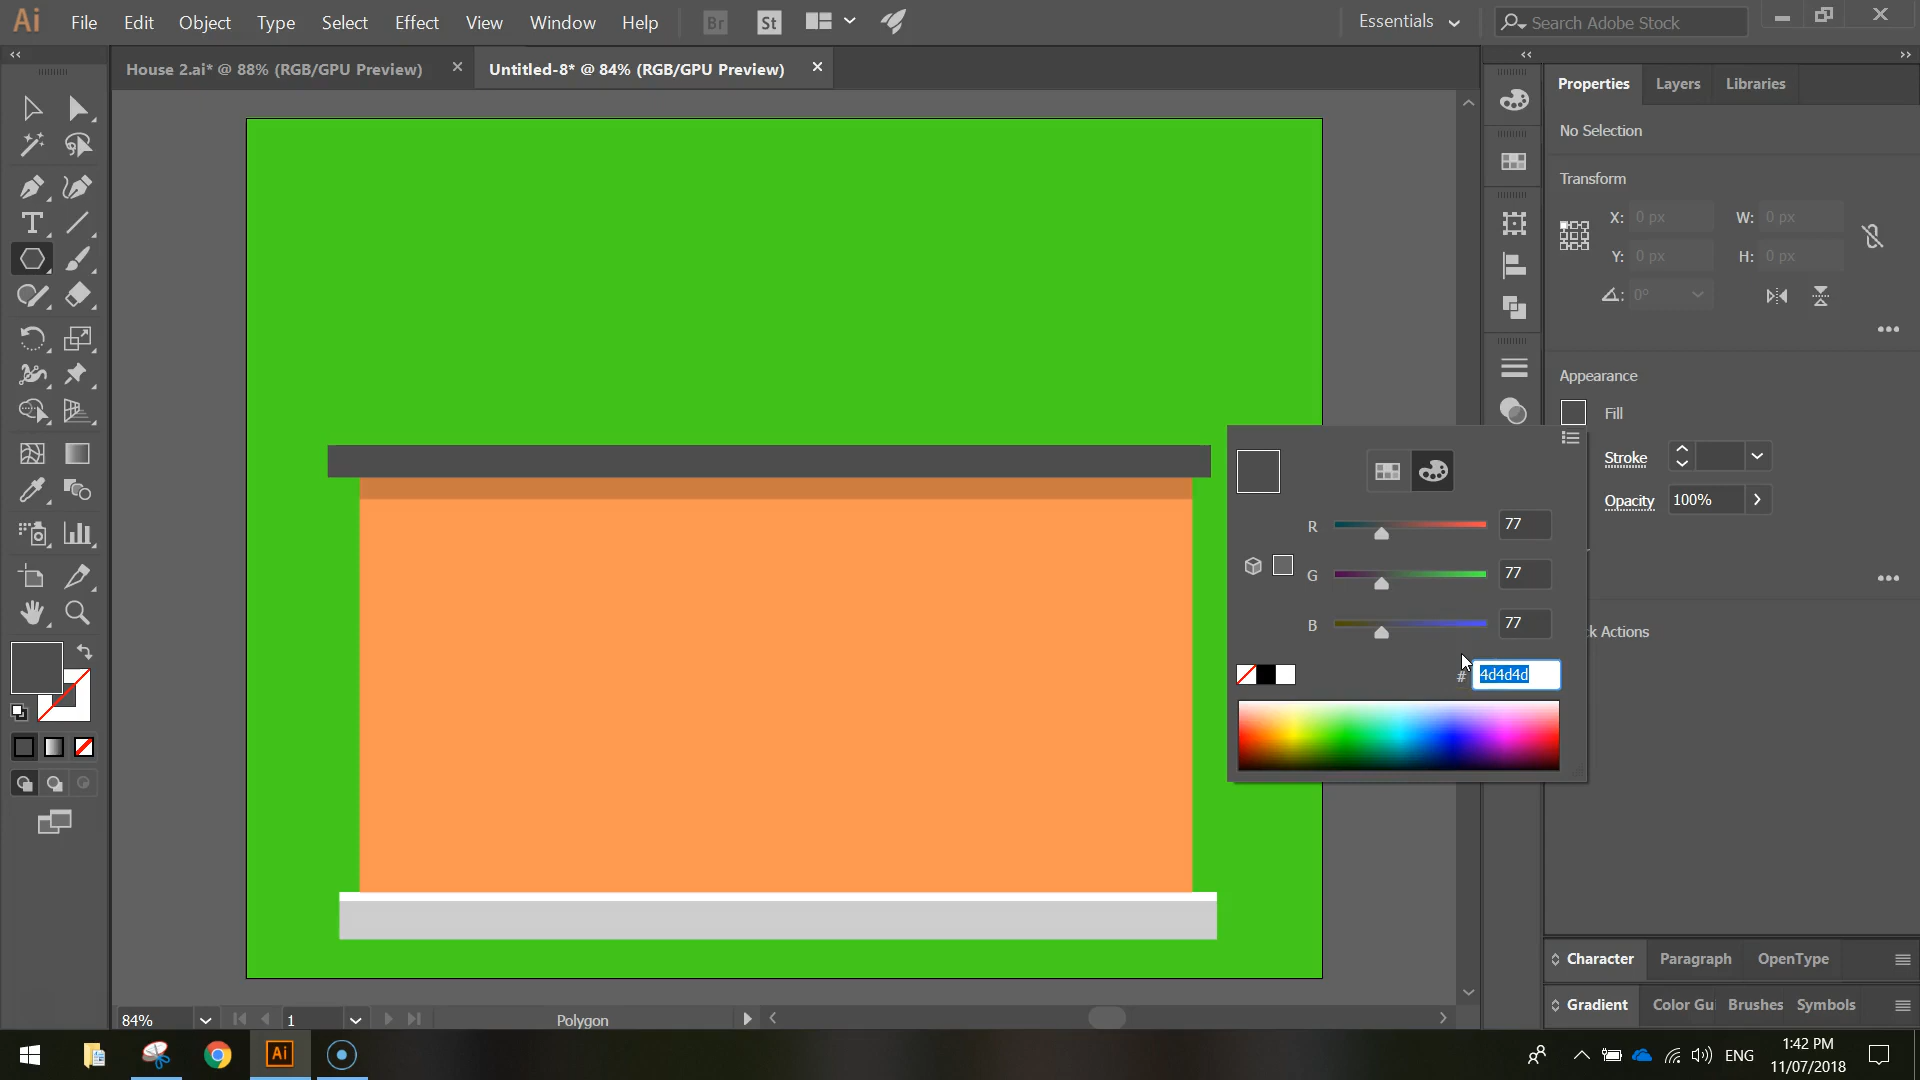 Ai File Edit Object Type Select Effect View Window Help Br St Essentials Search Adobe Stock
House 2.ai* @ 88% (RGB/GPU Preview) Untitled-8* @ 84% (RGB/GPU Preview)
Properties Layers Libraries
No Selection
Transform
X: 0 px W: 0 px
Y: 0 px H: 0 px
0°
Appearance
Fill
Stroke
Opacity 100%
R 77
G 77
B 77
k Actions
# 4d4d4d
Character Paragraph OpenType
Gradient Color Gui Brushes Symbols
84% 1 Polygon
Ai ENG 1:42 PM
11/07/2018